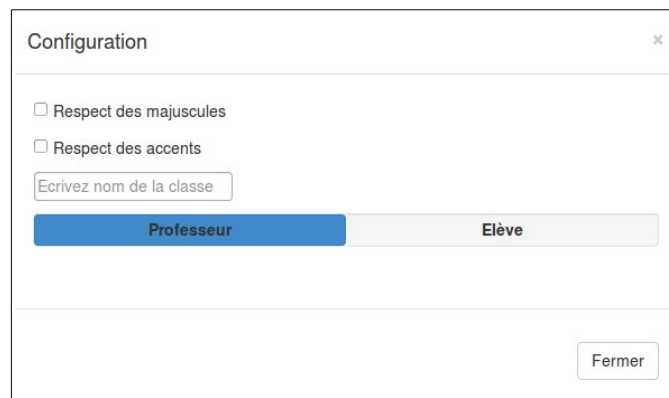 Configuration ×
Respect des majuscules
Respect des accents
Ecrivez nom de la classe
Professeur Elève
Fermer